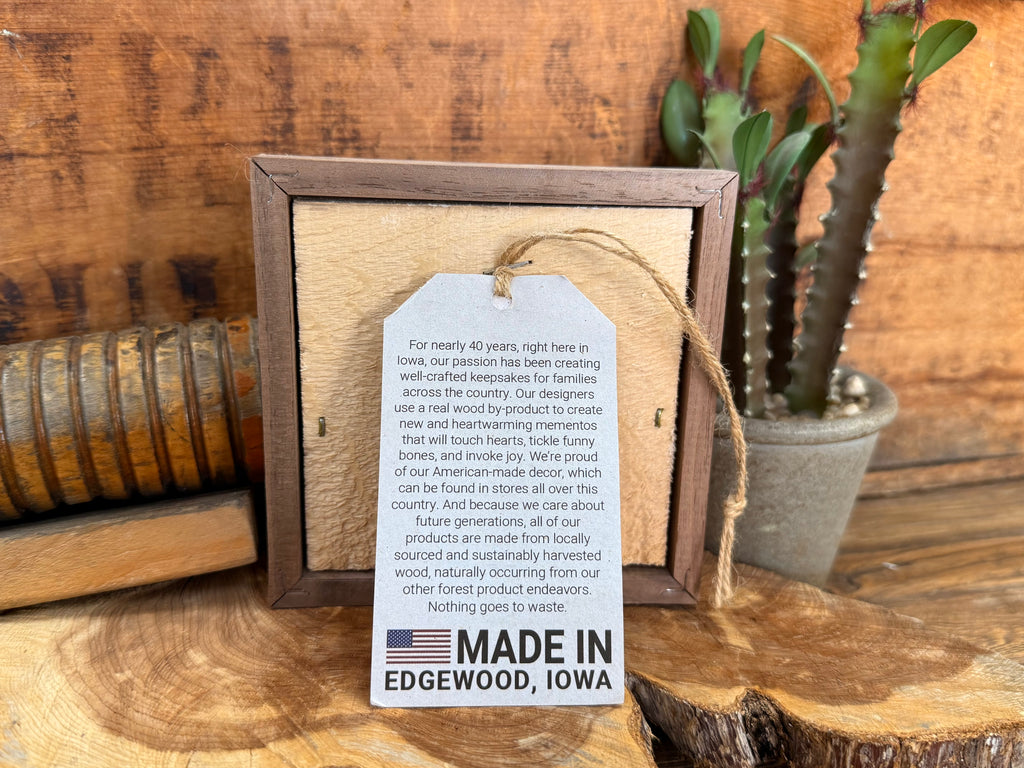 For nearly 40 years, right here in
Iowa, our passion has been creating
well-crafted keepsakes for families
across the country. Our designers
use a real wood by-product to create
new and heartwarming mementos
that will touch hearts, tickle funny
bones, and invoke joy. We're proud
of our American-made decor, which
can be found in stores all over this
country. And because we care about
future generations, all of our
products are made from locally
sourced and sustainably harvested
wood, naturally occurring from our
other forest product endeavors.
Nothing goes to waste.
MADE IN
EDGEWOOD, IOWA